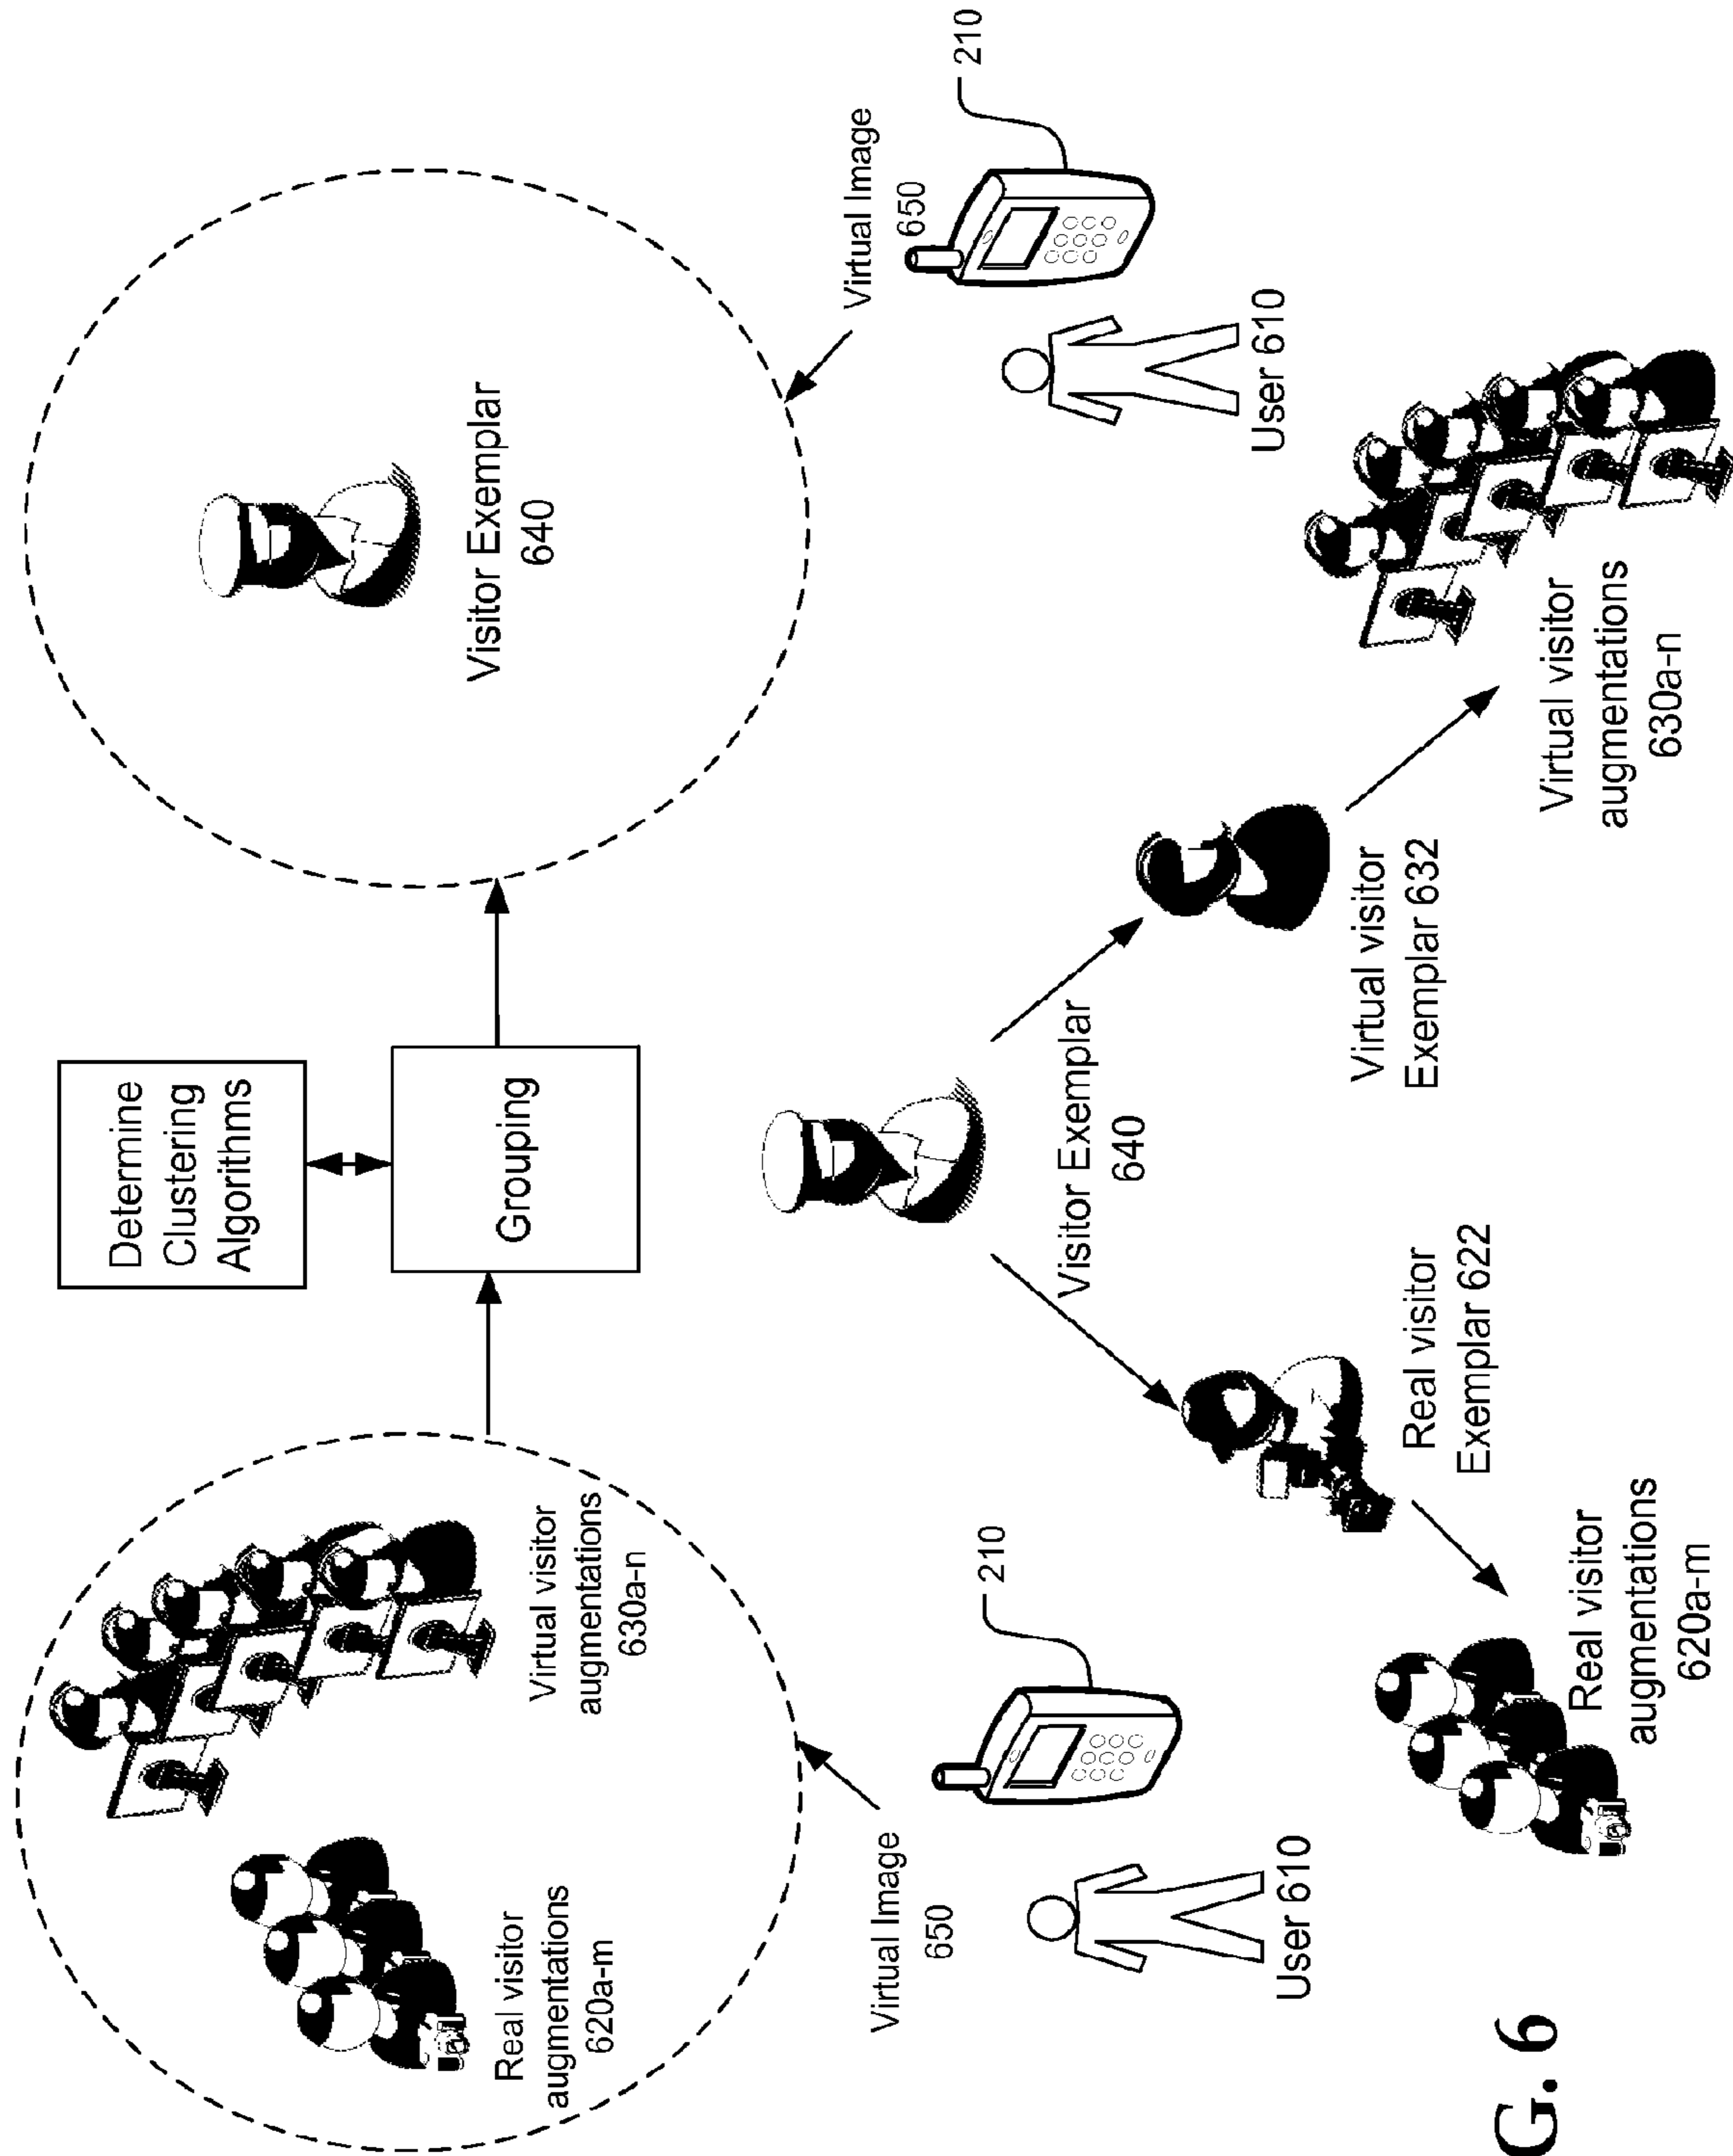 Real visitor
augmentations
620a-m
Virtual visitor
augmentations
630a-n
Determine
Clustering
Algorithms
Grouping
Visitor Exemplar
640
Virtual Image
650
210
User 610
Virtual Image
650
210
User 610
Visitor Exemplar
640
Real visitor
Exemplar 622
Virtual visitor
Exemplar 632
Real visitor
augmentations
620a-m
Virtual visitor
augmentations
630a-n
G. 6